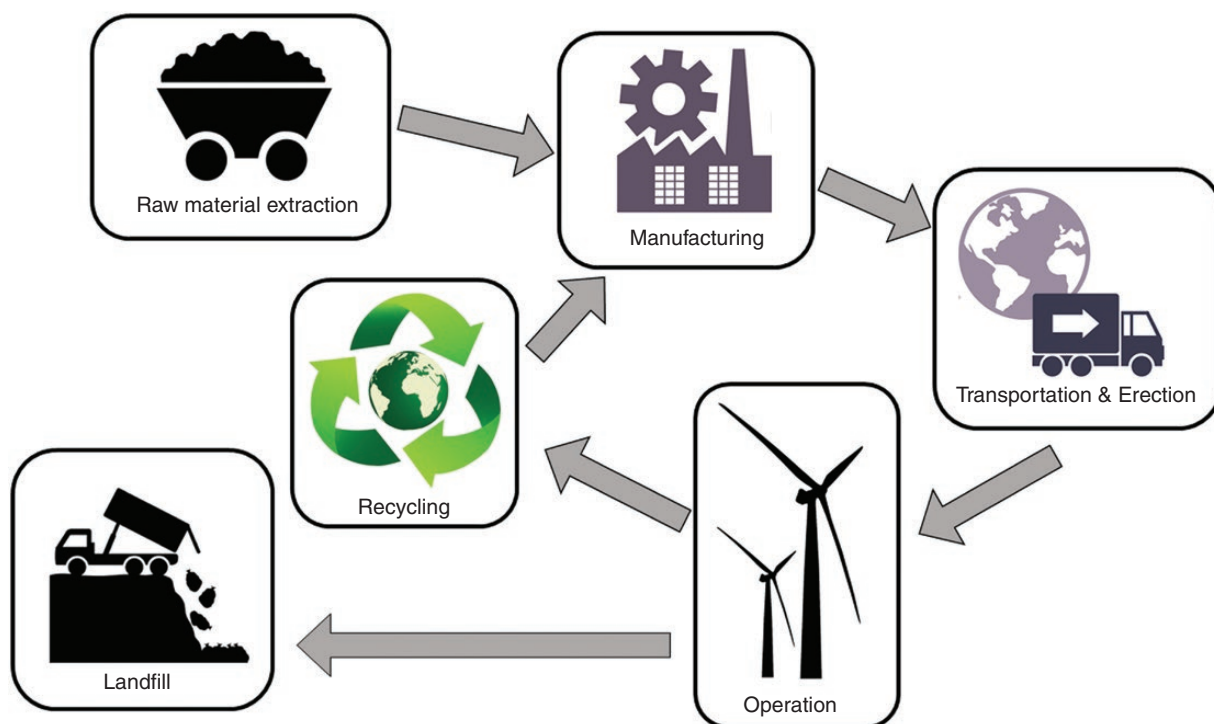 Raw material extraction
Manufacturing
Transportation & Erection
Recycling
Landfill
Operation